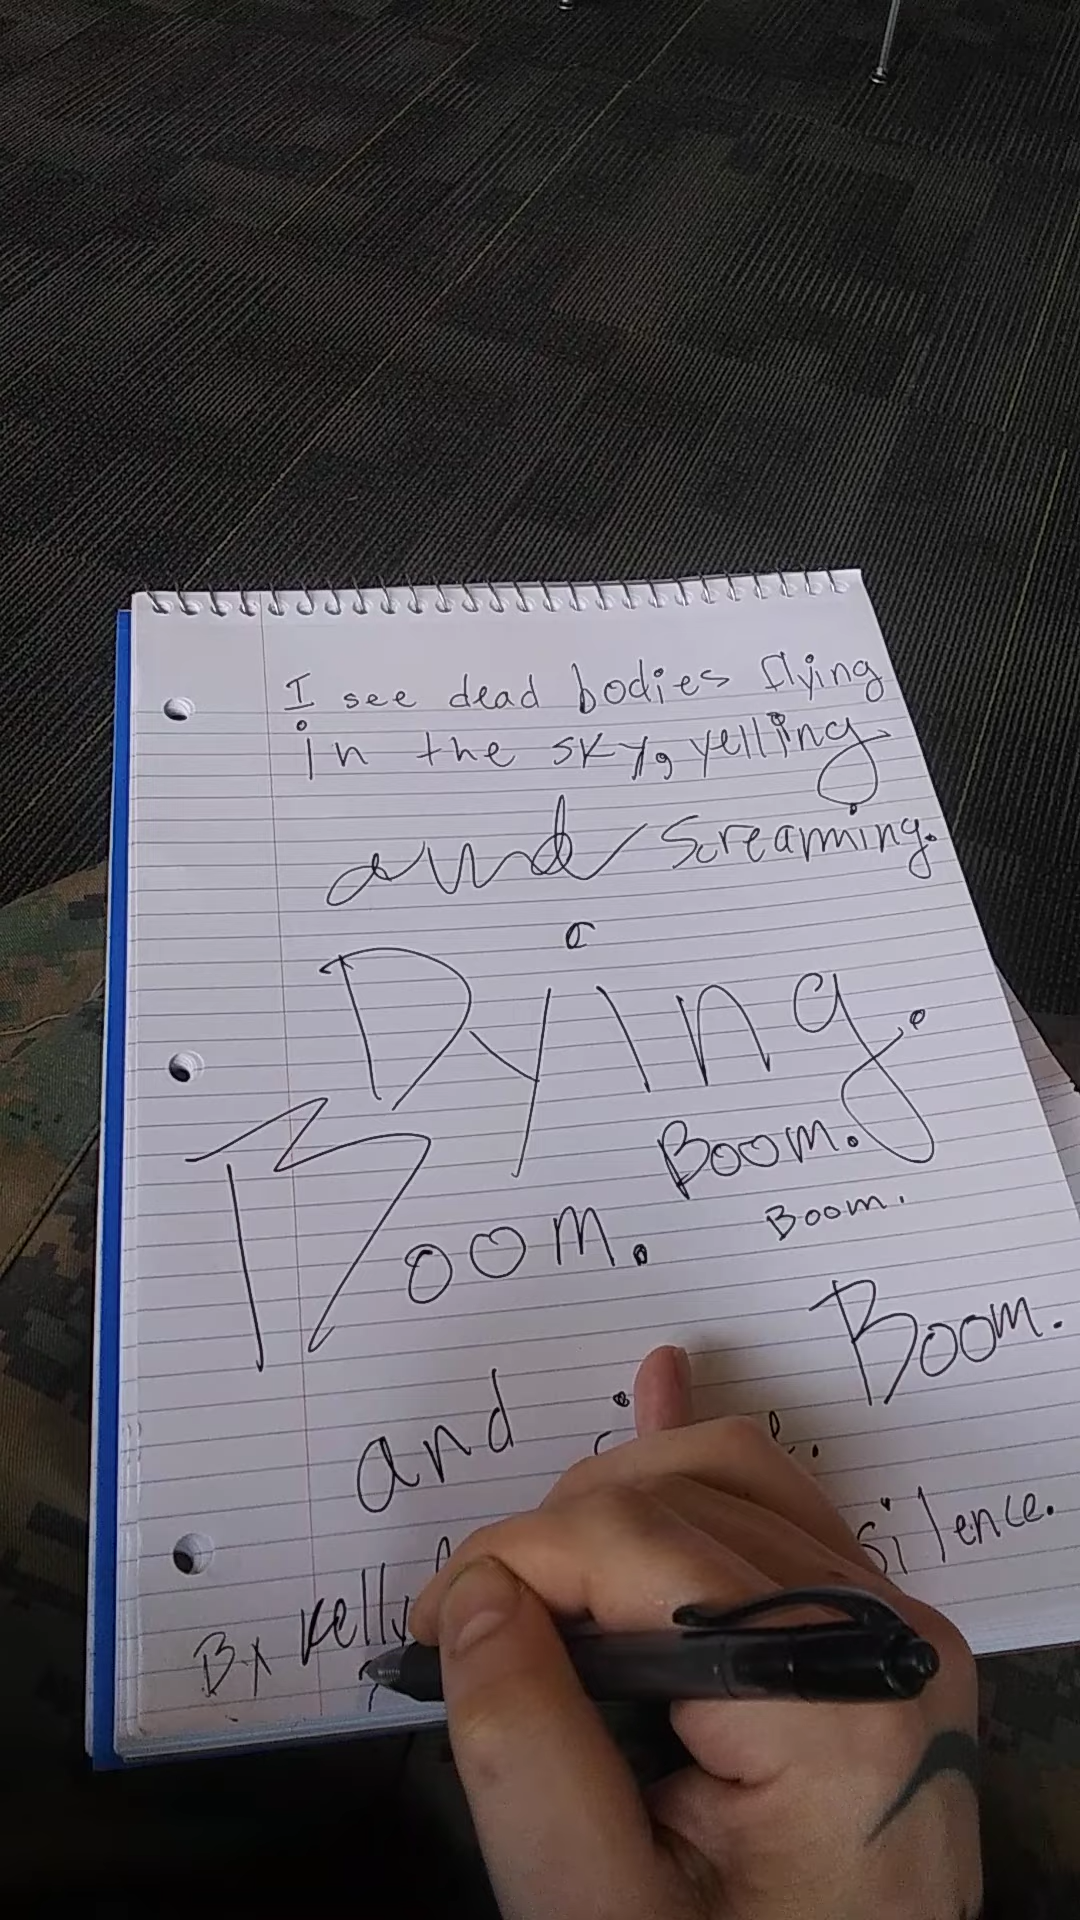 I see dead bodies flying
in the sky, yelling
and screaming.
Dying.
Boom. Boom.
Boom.
Boom.
and
silence.
By Kelly